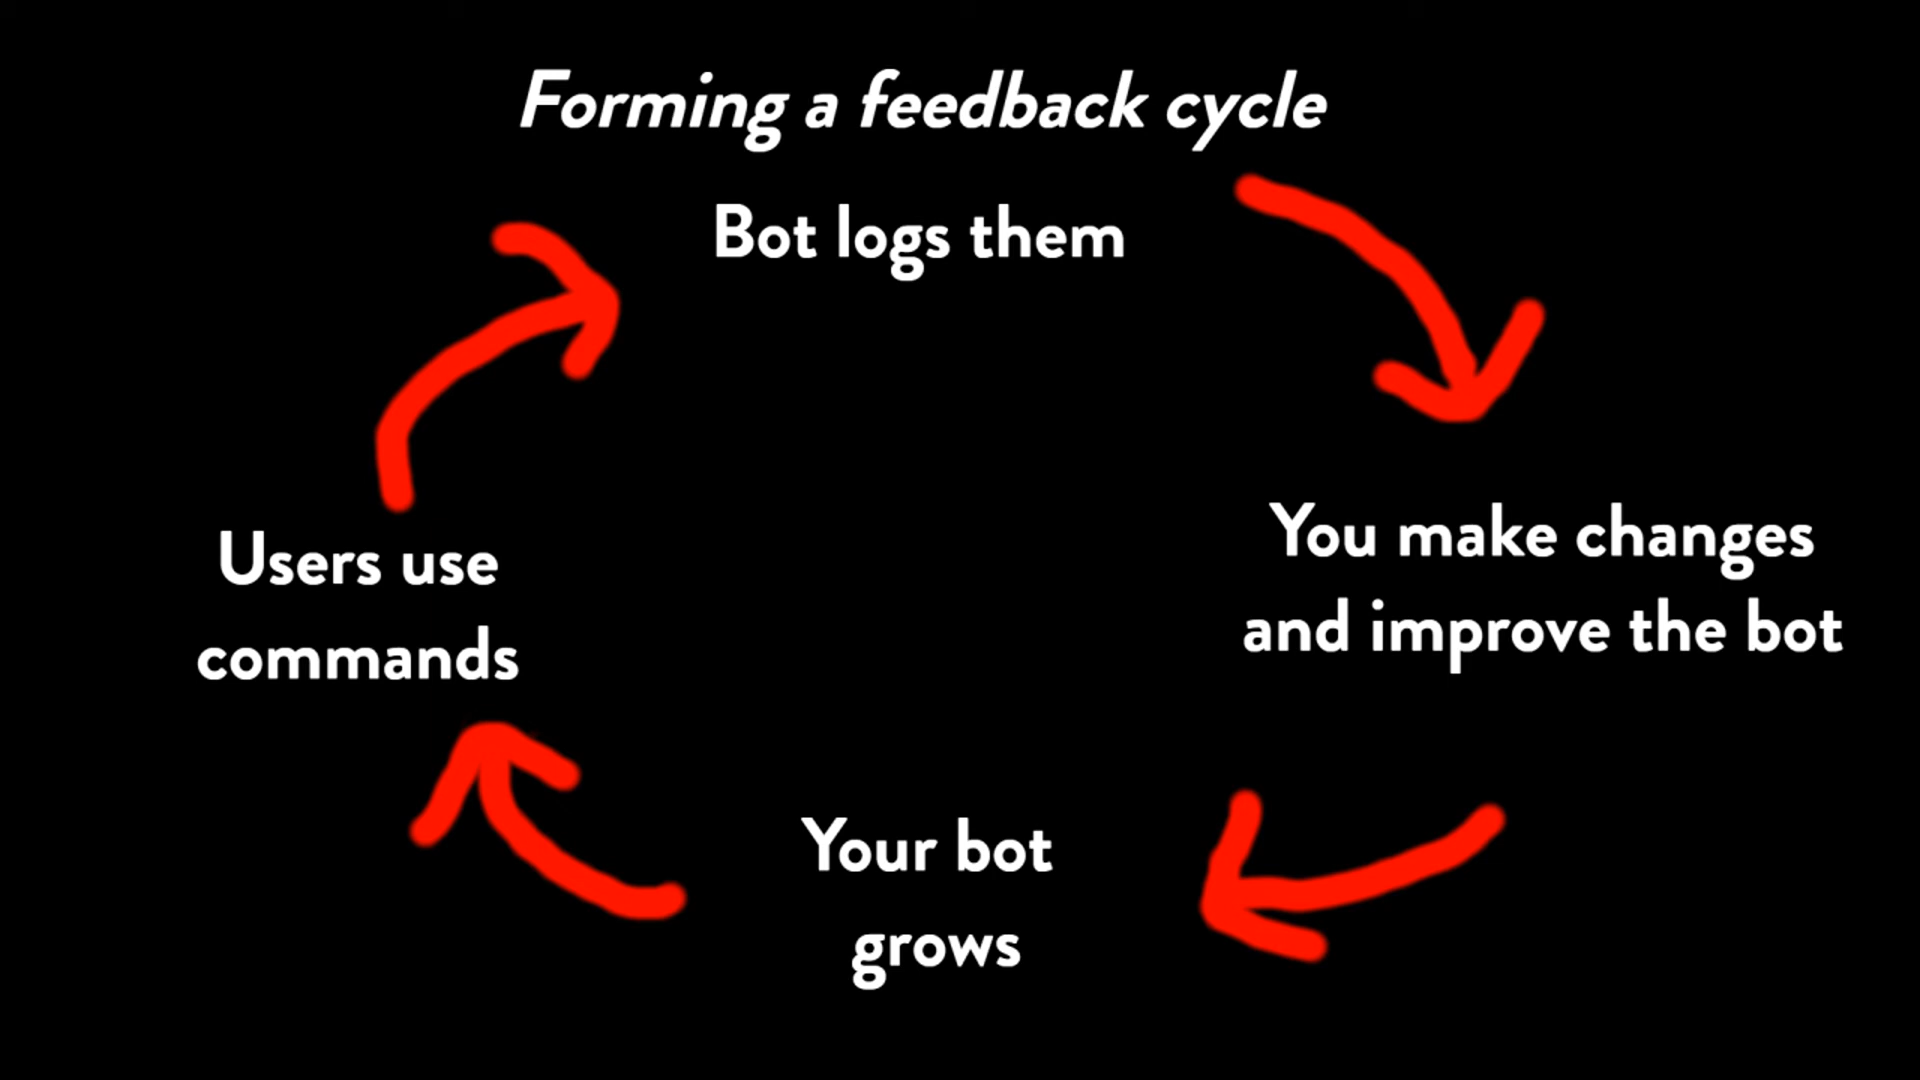 Forming a feedback cycle
Bot logs them
You make changes
and improve the bot
Your bot
grows
Users use
commands